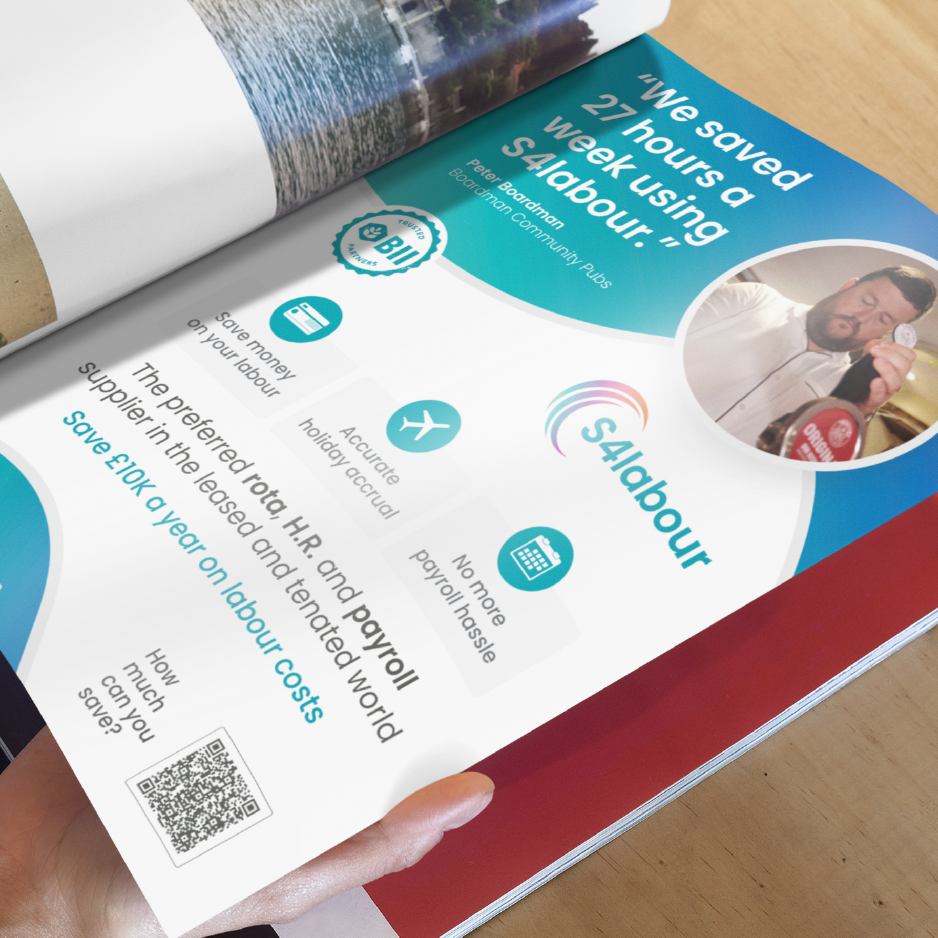 “We saved
27 hours a
week using
S4labour.”
Peter Boardman
Boardman Community Pubs
TRUSTED
BII
PARTNERS
ORIGINAL
S4labour
Save money
on your labour
Accurate
holiday accrual
No more
payroll hassle
The preferred rota, H.R. and payroll
supplier in the leased and tenated world
Save £10K a year on labour costs
How
much
can you
save?